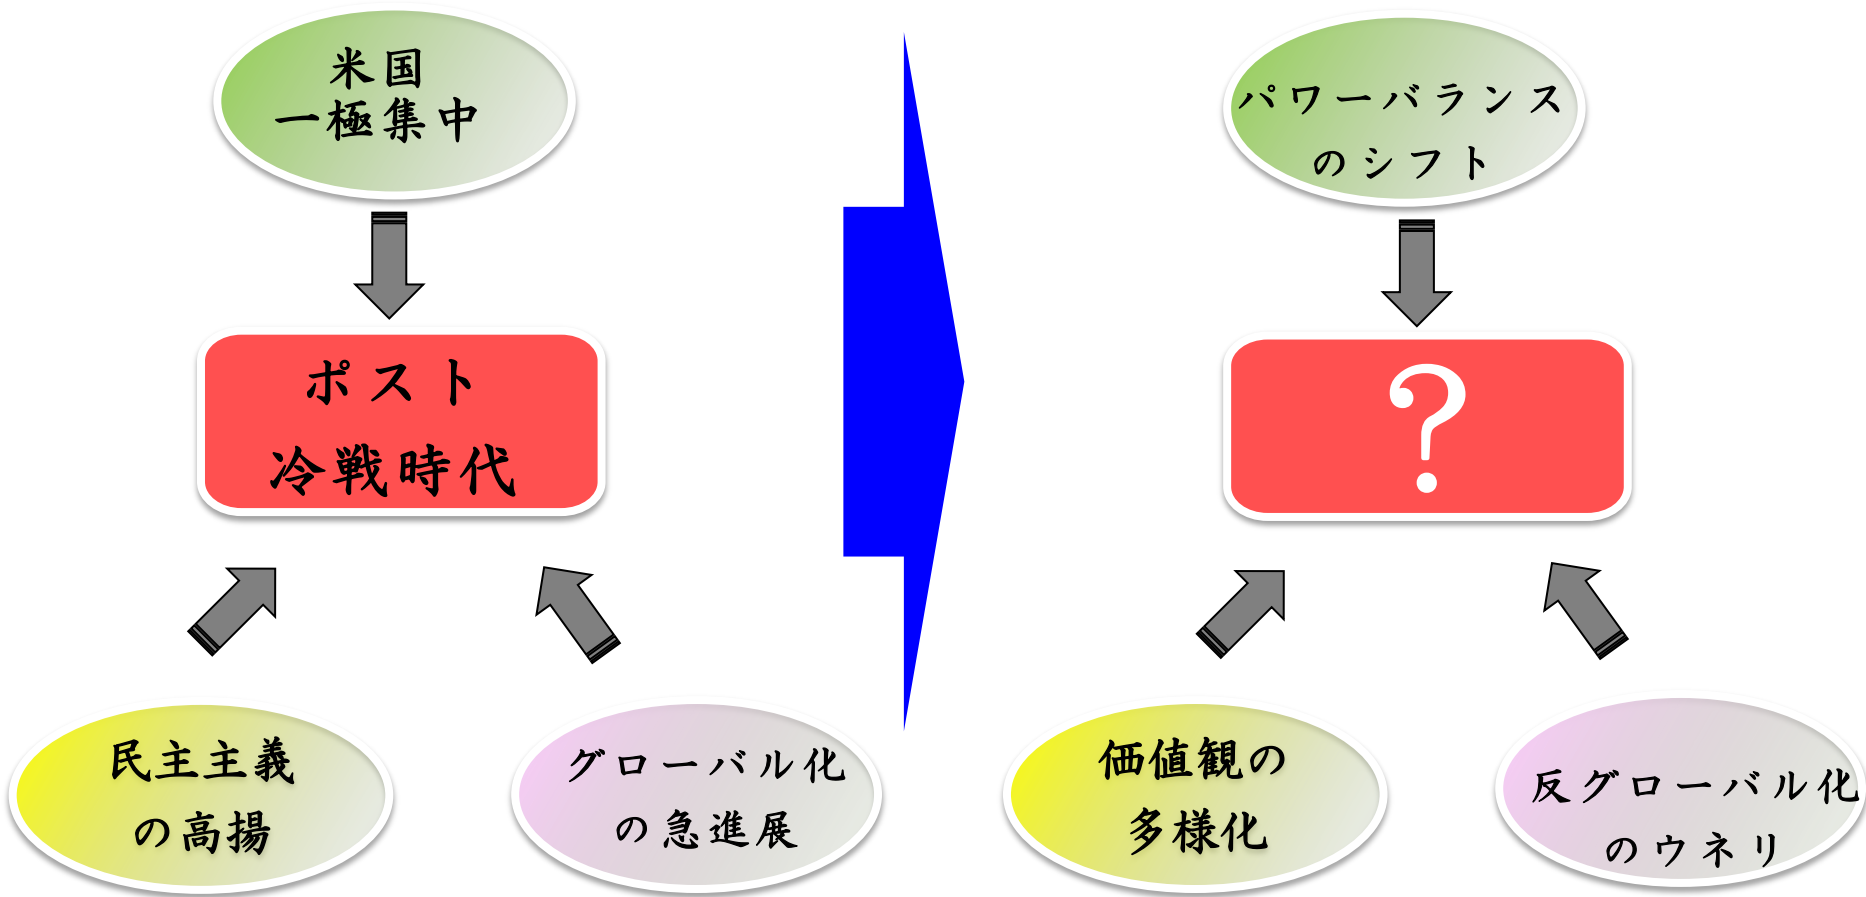 米国
一極集中
ポスト
冷戦時代
民主主義
の高揚
グローバル化
の急進展
パワーバランス
のシフト
?
価値観の
多様化
反グローバル化
のウネリ